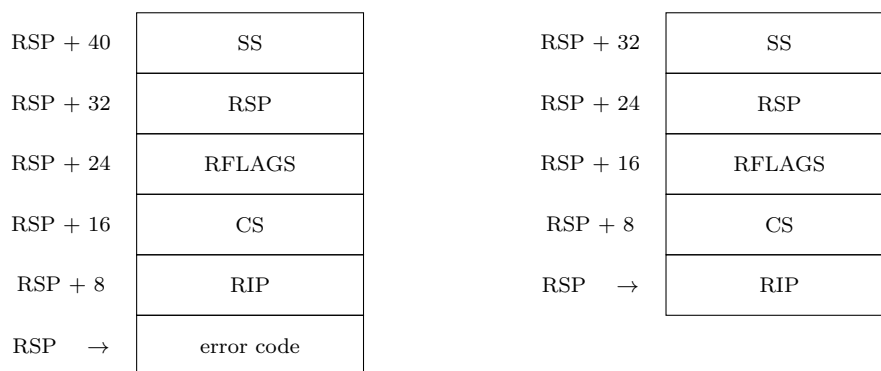 RSP + 40 SS RSP + 32 SS
RSP + 32 RSP RSP + 24 RSP
RSP + 24 RFLAGS RSP + 16 RFLAGS
RSP + 16 CS RSP + 8 CS
RSP + 8 RIP RSP → RIP
RSP → error code